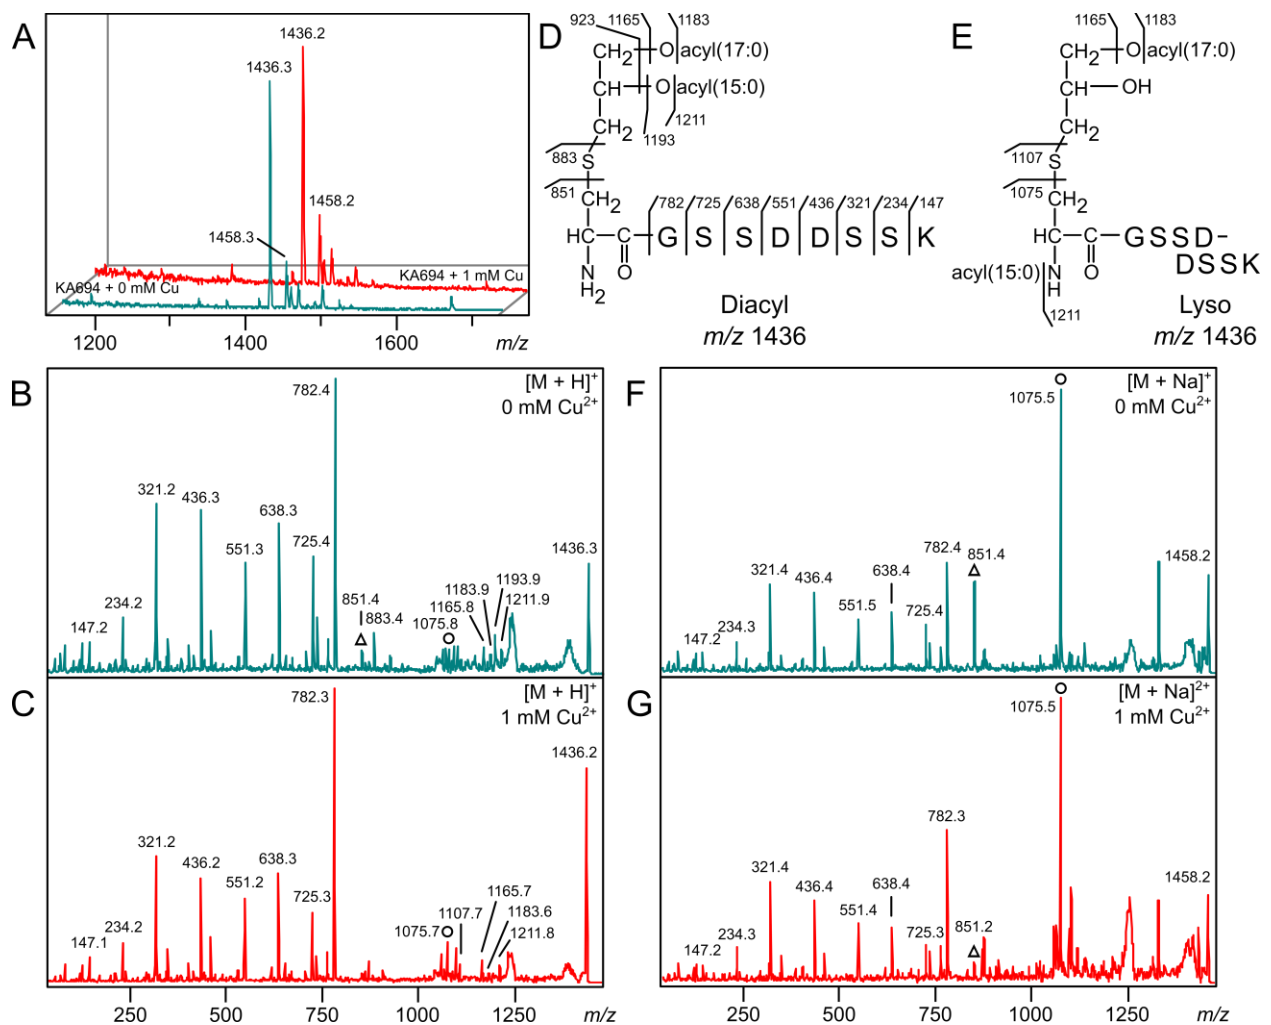 A
1436.2
1436.3
1458.2
1458.3
KA694 + 1 mM Cu
KA694 + 0 mM Cu
1200
1400
1600
m/z
D
923
1165
1183
CH2
O
acyl(17:0)
CH
O
acyl(15:0)
1211
1193
CH2
883
S
851
CH2
782
725
638
551
436
321
234
147
HC
C
G
S
S
D
D
S
S
K
N
H2
O
Diacyl
m/z 1436
E
1165
1183
CH2
O
acyl(17:0)
CH
OH
CH2
1107
S
1075
CH2
HC
C
GSSD–
DSSK
acyl(15:0)
N
H
O
1211
Lyso
m/z 1436
B
[M + H]+
0 mM Cu2+
147.2
234.2
321.2
436.3
551.3
638.3
725.4
782.4
851.4
883.4
1075.8
1165.8
1183.9
1193.9
1211.9
1436.3
C
[M + H]+
1 mM Cu2+
147.1
234.2
321.2
436.2
551.2
638.3
725.3
782.3
1075.7
1107.7
1165.7
1183.6
1211.8
1436.2
250
500
750
1000
1250
m/z
F
[M + Na]+
0 mM Cu2+
147.2
234.3
321.4
436.4
551.5
638.4
725.4
782.4
851.4
1075.5
1458.2
G
[M + Na]2+
1 mM Cu2+
147.2
234.3
321.4
436.4
551.4
638.4
725.3
782.3
851.2
1075.5
1458.2
250
500
750
1000
1250
m/z